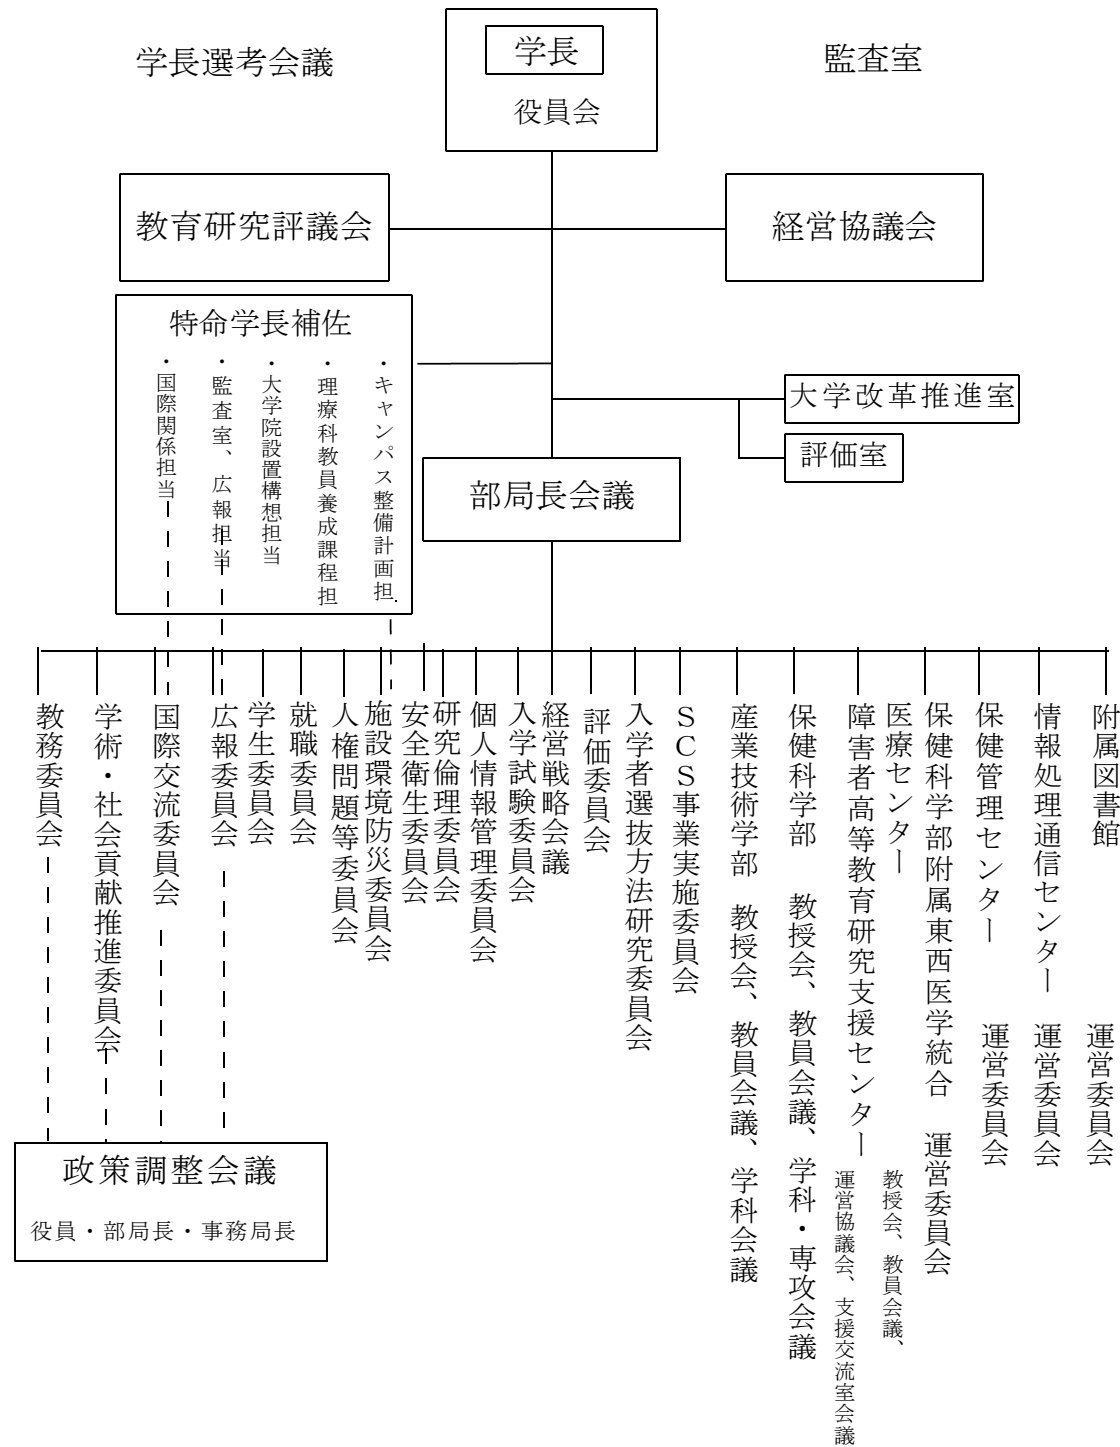 学長選考会議
学長
役員会
監査室
教育研究評議会
経営協議会
特命学長補佐
・国際関係担当
・監査室、広報担当
・大学院設置構想担当
・理療科教員養成課程担
・キャンパス整備計画担
大学改革推進室
評価室
部局長会議
教務委員会
学術・社会貢献推進委員会
国際交流委員会
広報委員会
学生委員会
就職委員会
人権問題等委員会
施設環境防災委員会
安全衛生委員会
研究倫理委員会
個人情報管理委員会
入学試験委員会
経営戦略会議
評価委員会
入学者選抜方法研究委員会
SCS事業実施委員会
産業技術学部 教授会、教員会議、学科会議
保健科学部 教授会、教員会議、学科・専攻会議
障害者高等教育研究支援センター
教授会、教員会議、
運営協議会、支援交流室会議
保健科学部附属東西医学統合
医療センター
運営委員会
保健管理センター 運営委員会
情報処理通信センター 運営委員会
附属図書館 運営委員会
政策調整会議
役員・部局長・事務局長